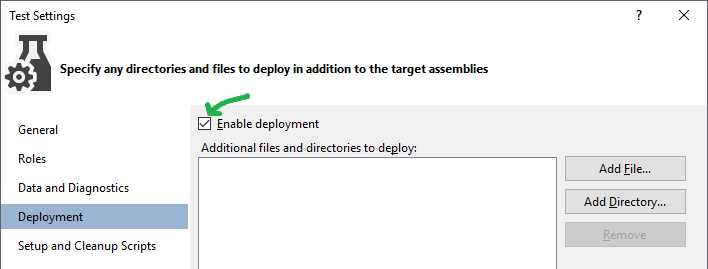 Test Settings
?
Specify any directories and files to deploy in addition to the target assemblies
General
Roles
Data and Diagnostics
Deployment
Setup and Cleanup Scripts
Enable deployment
Additional files and directories to deploy:
Add File...
Add Directory...
Remove